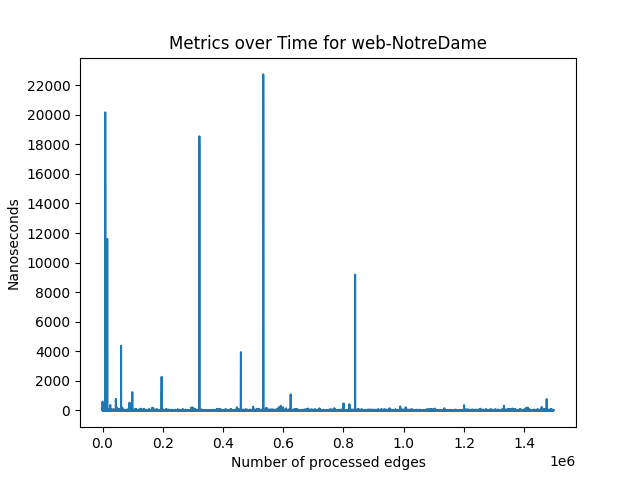 Metrics over Time for web-NotreDame
Nanoseconds
22000
20000
18000
16000
14000
12000
10000
8000
6000
4000
2000
0
0.0 0.2 0.4 0.6 0.8 1.0 1.2 1.4
1e6
Number of processed edges